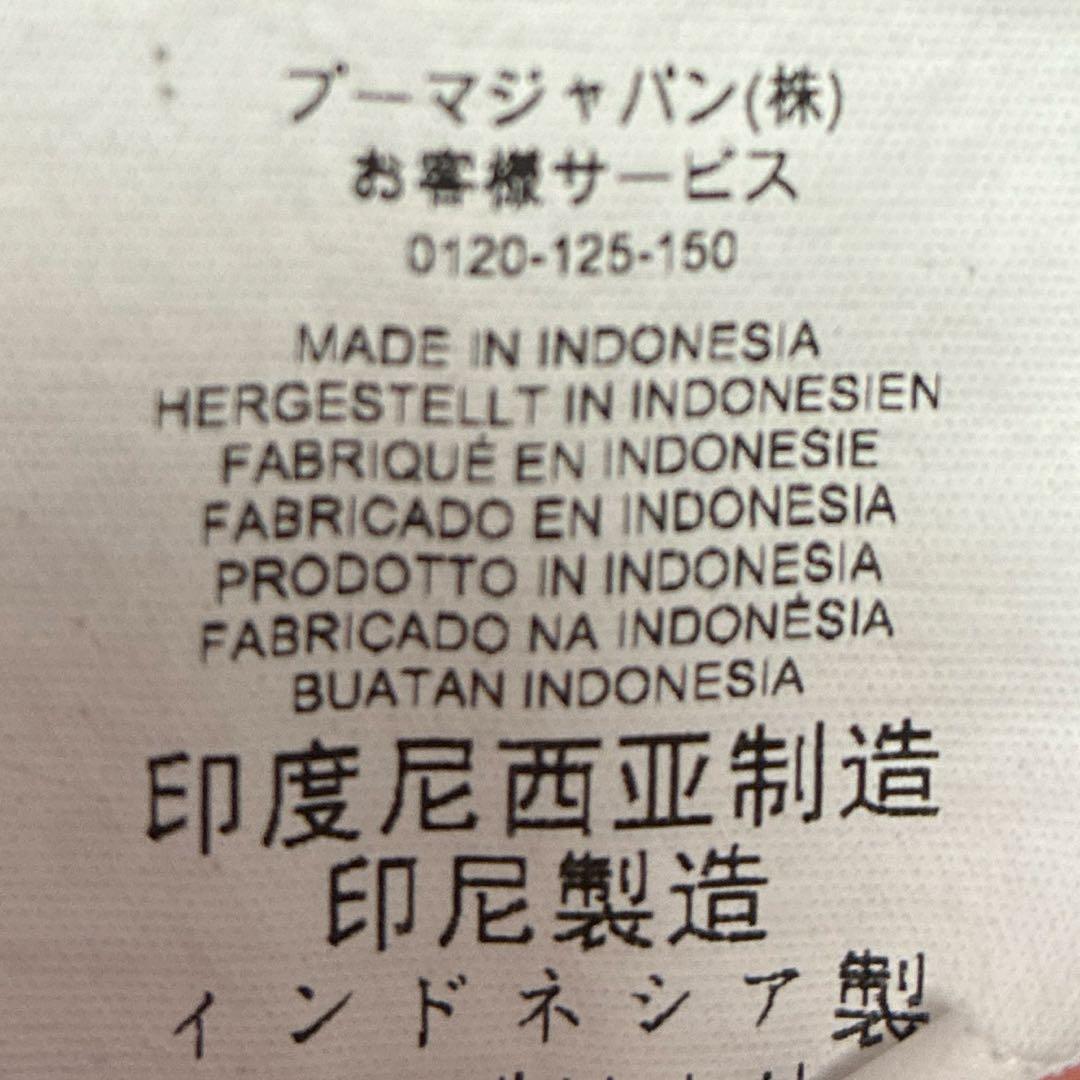 プーマジャパン(株)
お客様サービス
0120-125-150
MADE IN INDONESIA
HERGESTELLT IN INDONESIEN
FABRIQUÉ EN INDONESIE
FABRICADO EN INDONESIA
PRODOTTO IN INDONESIA
FABRICADO NA INDONÉSIA
BUATAN INDONESIA
印度尼西亚制造
印尼製造
インドネシア製